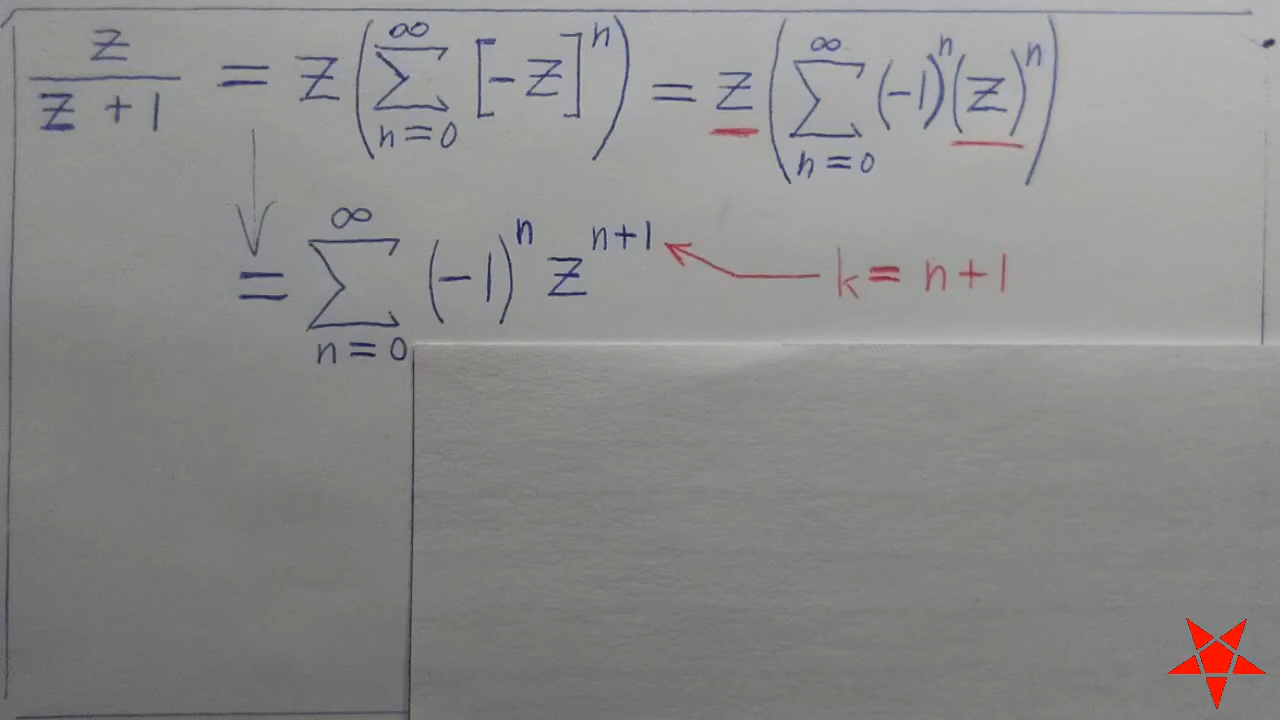 z/(z + 1) = z(∑_{n=0}^{∞} [-z]^n) = z(∑_{n=0}^{∞} (-1)^n (z)^n)
= ∑_{n=0}^{∞} (-1)^n z^{n+1} k = n+1